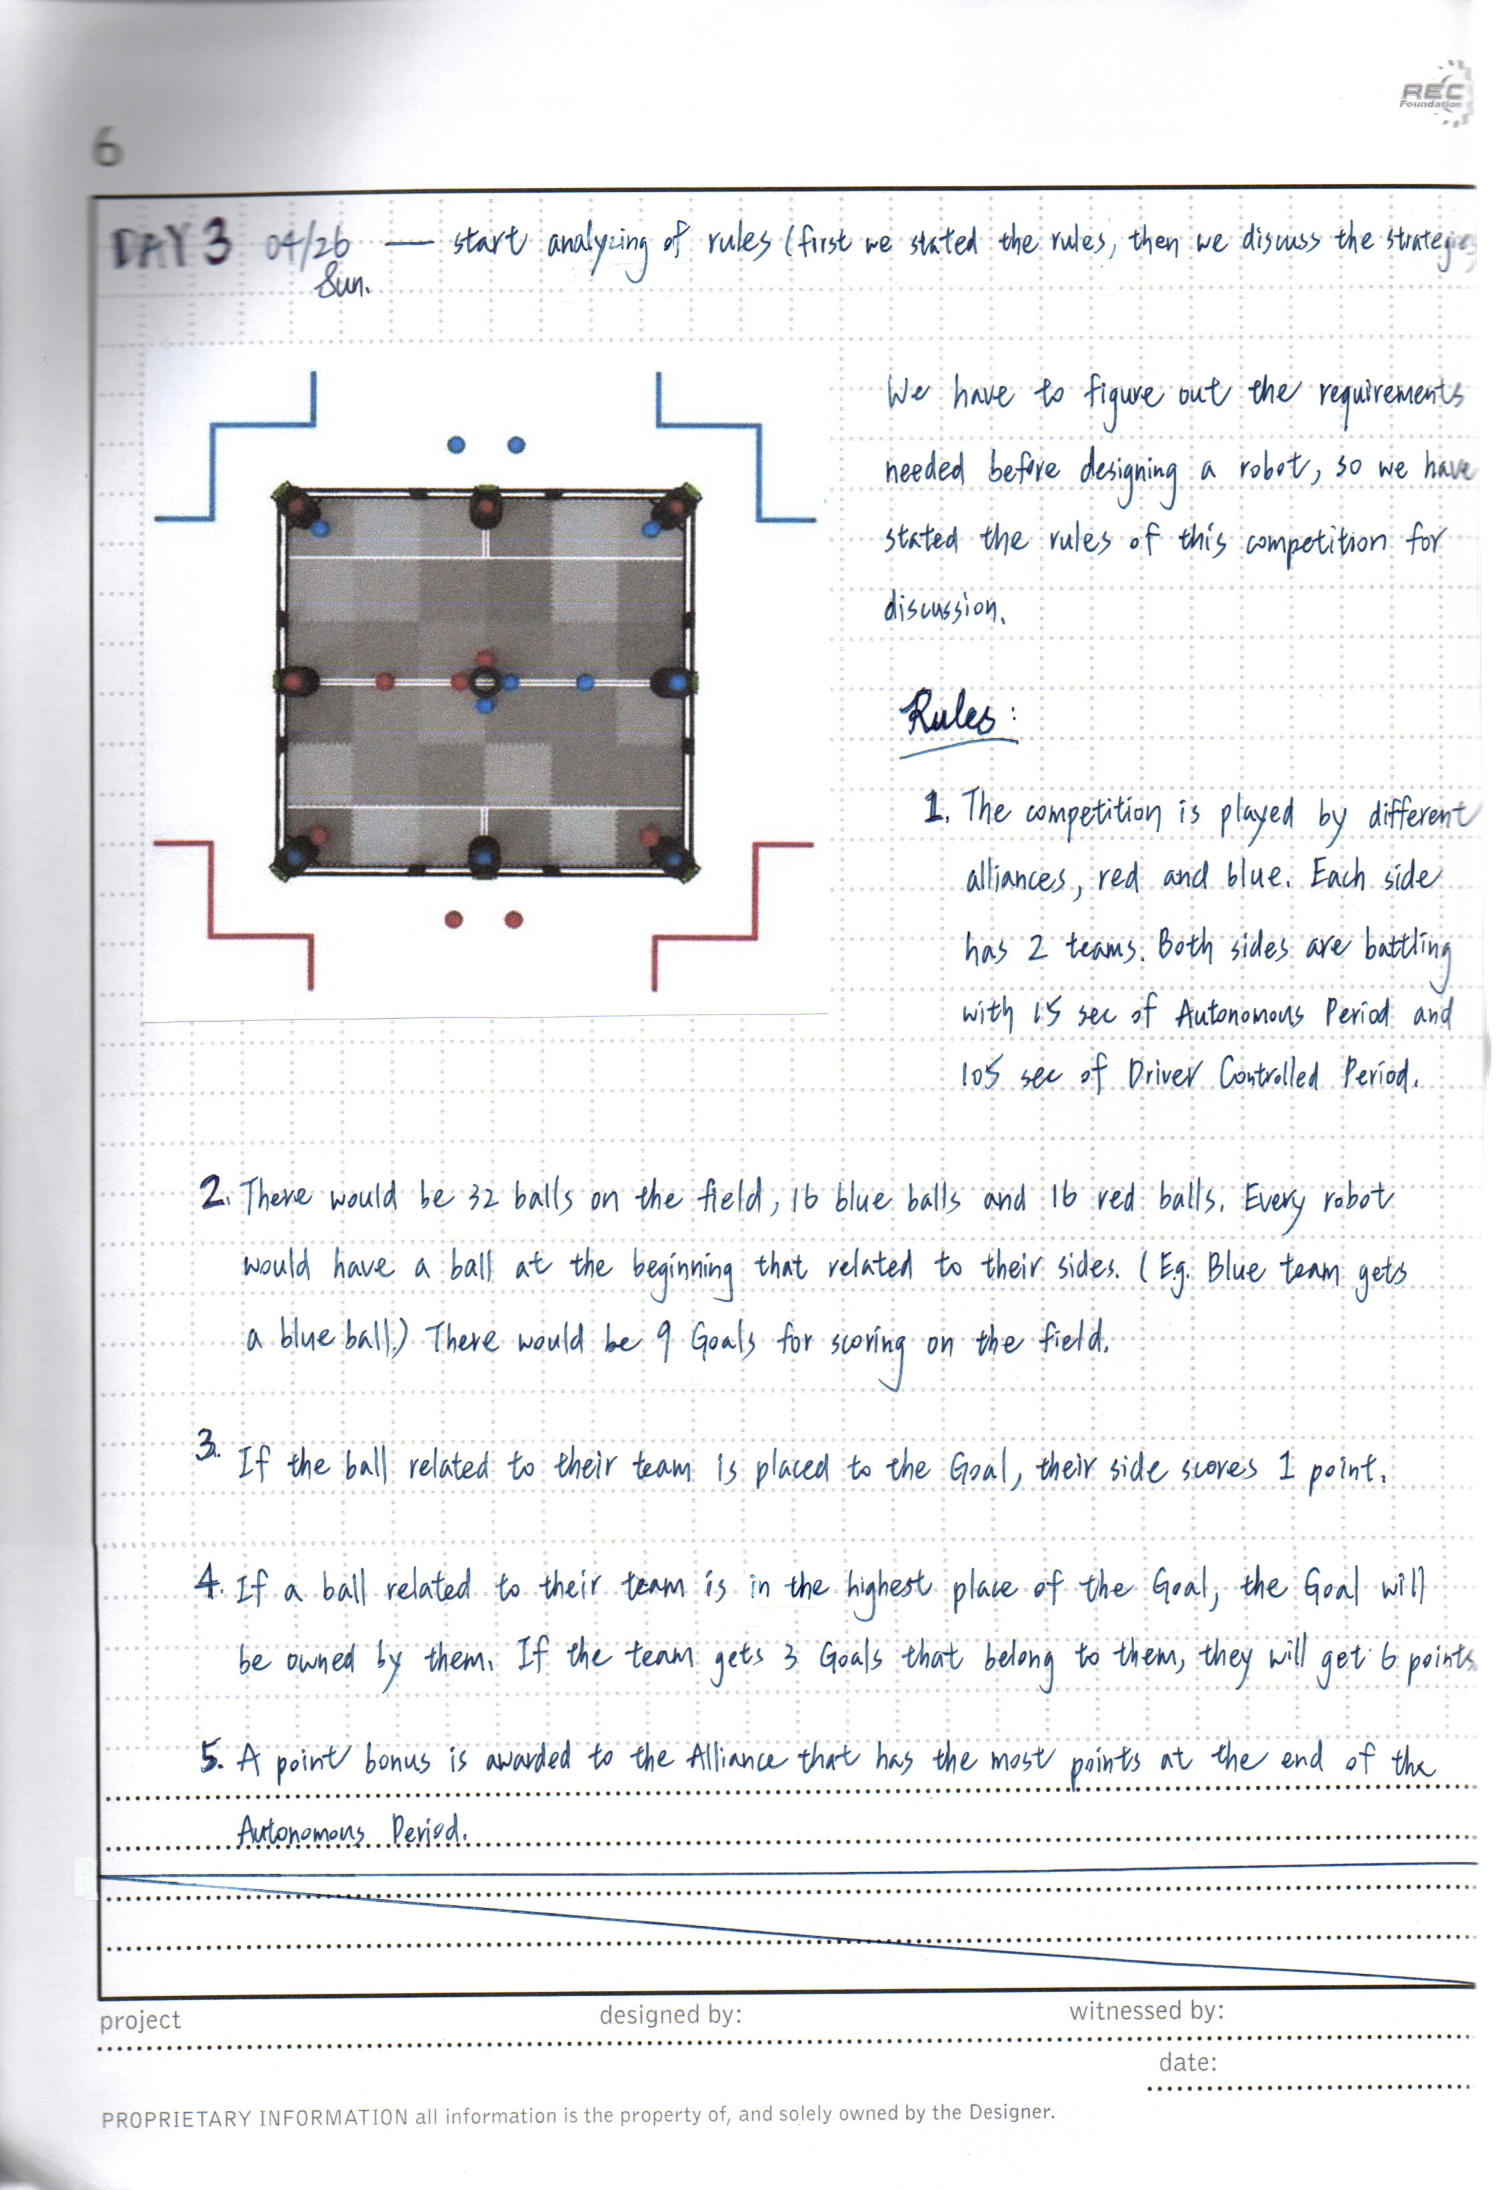 REC
Foundation
6
DAY 3 04/26 — start analyzing of rules (first we stated the rules, then we discuss the strategies
Sun.
We have to figure out the requirements
needed before designing a robot, so we have
stated the rules of this competition for
discussion.
Rules:
1. The competition is played by different
alliances, red and blue. Each side
has 2 teams. Both sides are battling
with 15 sec of Autonomous Period and
105 sec of Driver Controlled Period.
2. There would be 32 balls on the field, 16 blue balls and 16 red balls. Every robot
would have a ball at the beginning that related to their sides. (Eg. Blue team gets
a blue ball.) There would be 9 Goals for scoring on the field.
3. If the ball related to their team is placed to the Goal, their side scores 1 point.
4. If a ball related to their team is in the highest place of the Goal, the Goal will
be owned by them. If the team gets 3 Goals that belong to them, they will get 6 points
5. A point bonus is awarded to the Alliance that has the most points at the end of the
Autonomous Period.
project
designed by:
witnessed by:
date:
PROPRIETARY INFORMATION all information is the property of, and solely owned by the Designer.